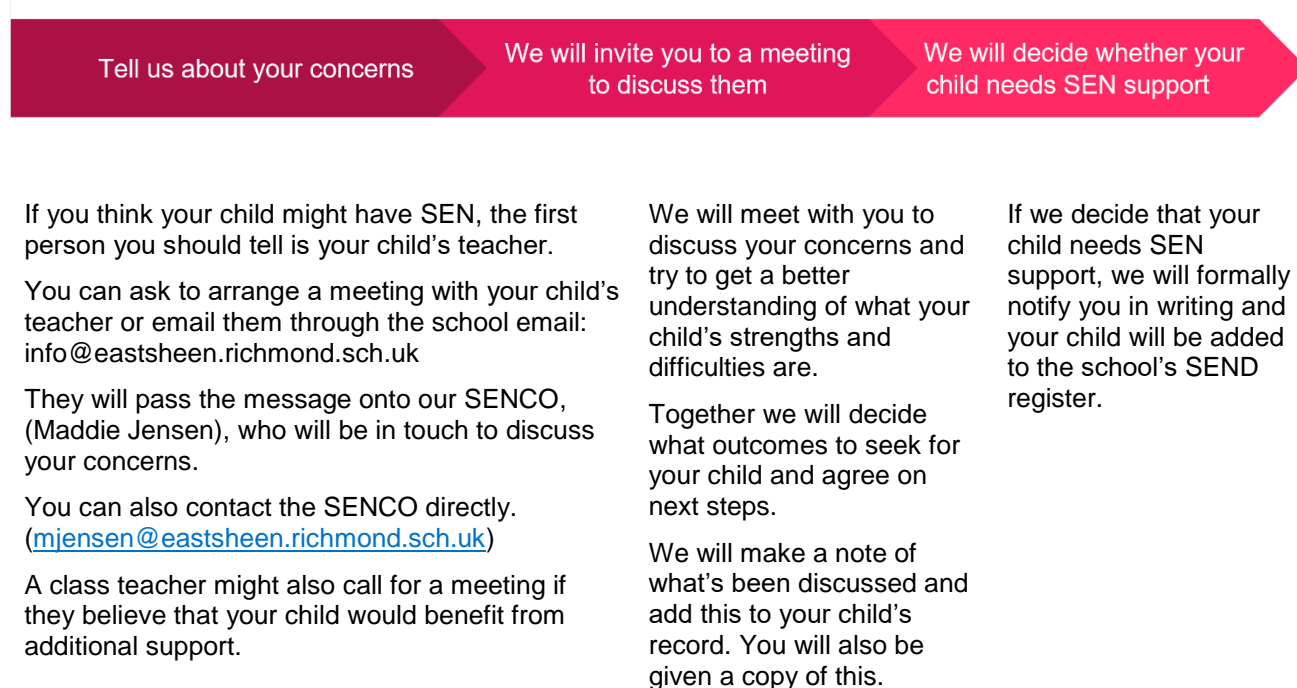 Tell us about your concerns
We will invite you to a meeting
to discuss them
We will decide whether your
child needs SEN support
If you think your child might have SEN, the first
person you should tell is your child’s teacher.
You can ask to arrange a meeting with your child’s
teacher or email them through the school email:
info@eastsheen.richmond.sch.uk
They will pass the message onto our SENCO,
(Maddie Jensen), who will be in touch to discuss
your concerns.
You can also contact the SENCO directly.
(mjensen@eastsheen.richmond.sch.uk)
A class teacher might also call for a meeting if
they believe that your child would benefit from
additional support.
We will meet with you to
discuss your concerns and
try to get a better
understanding of what your
child’s strengths and
difficulties are.
Together we will decide
what outcomes to seek for
your child and agree on
next steps.
We will make a note of
what’s been discussed and
add this to your child’s
record. You will also be
given a copy of this.
If we decide that your
child needs SEN
support, we will formally
notify you in writing and
your child will be added
to the school’s SEND
register.